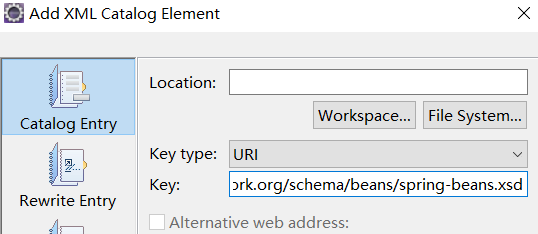 Add XML Catalog Element
Catalog Entry
Rewrite Entry
Location:
Workspace... File System...
Key type: URI
Key: ork.org/schema/beans/spring-beans.xsd
Alternative web address: